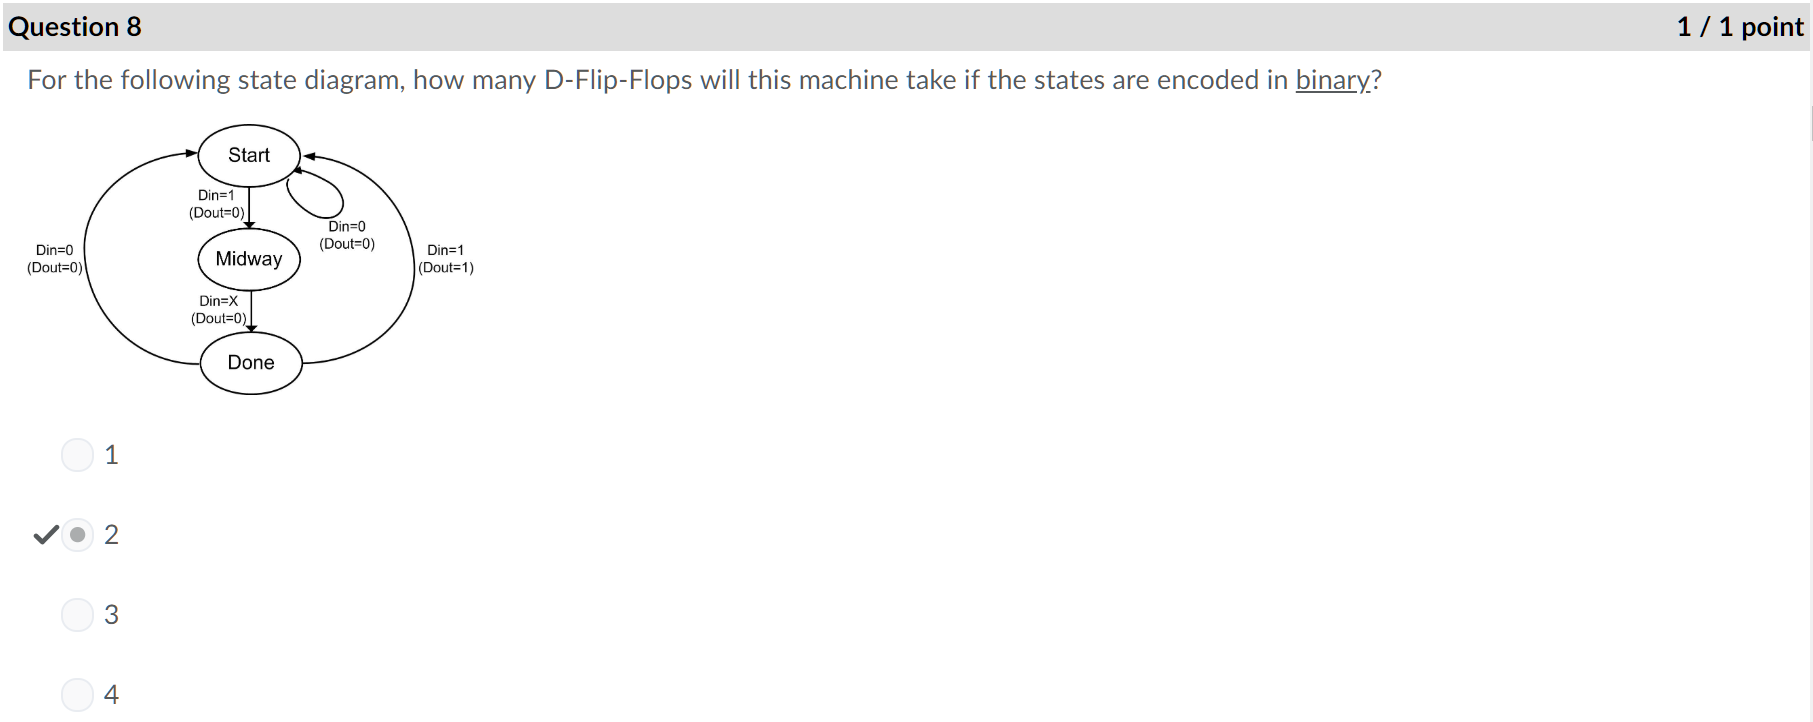 Question 8
1 / 1 point
For the following state diagram, how many D-Flip-Flops will this machine take if the states are encoded in binary?
Start
Din=1
(Dout=0)
Din=0
(Dout=0)
Midway
Din=0
(Dout=0)
Din=1
(Dout=1)
Din=X
(Dout=0)
Done
1
2
3
4